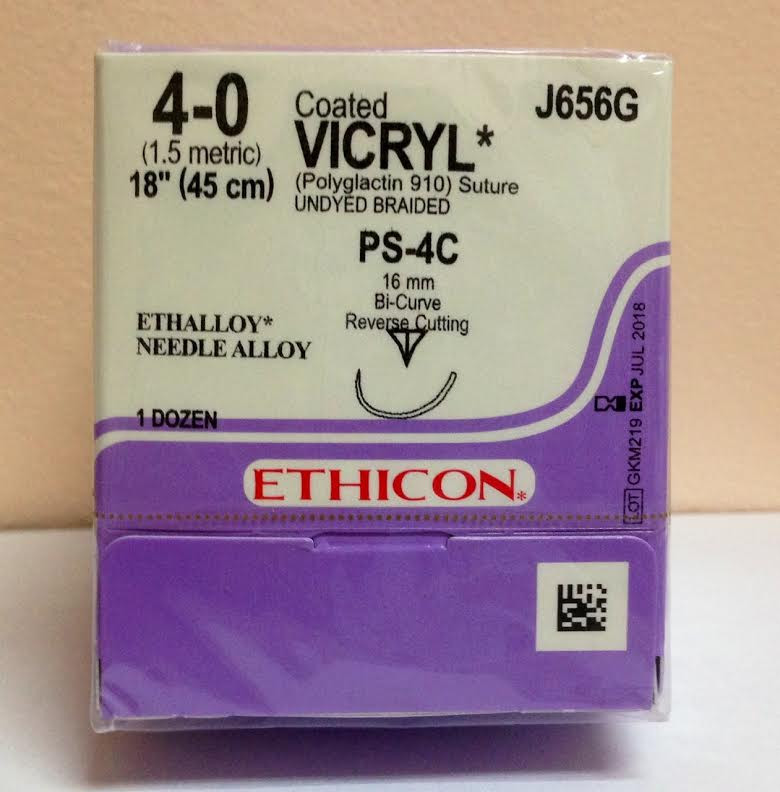 4-0
(1.5 metric)
18" (45 cm)
Coated
VICRYL*
(Polyglactin 910) Suture
UNDYED BRAIDED
J656G
PS-4C
16 mm
Bi-Curve
Reverse Cutting
ETHALLOY*
NEEDLE ALLOY
1 DOZEN
LOT GKM219 EXP JUL 2018
ETHICON*